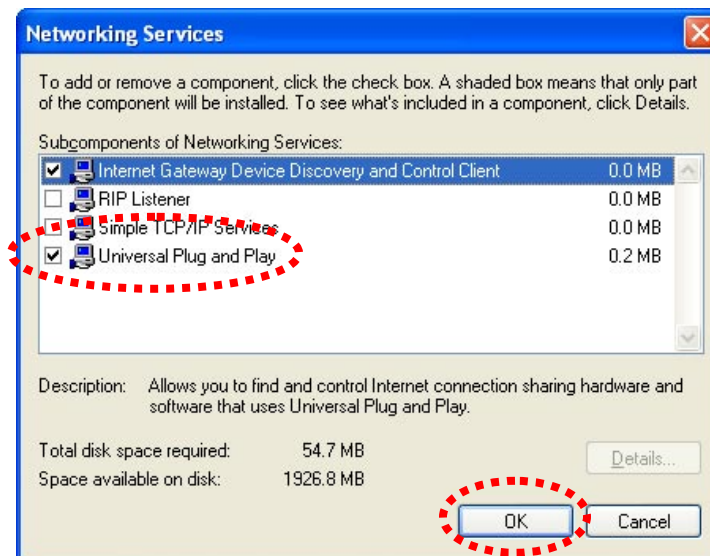 Networking Services
To add or remove a component, click the check box. A shaded box means that only part
of the component will be installed. To see what's included in a component, click Details.
Subcomponents of Networking Services:
Internet Gateway Device Discovery and Control Client 0.0 MB
RIP Listener 0.0 MB
Simple TCP/IP Services 0.0 MB
Universal Plug and Play 0.2 MB
Description: Allows you to find and control Internet connection sharing hardware and
software that uses Universal Plug and Play.
Total disk space required: 54.7 MB
Details...
Space available on disk: 1926.8 MB
OK Cancel